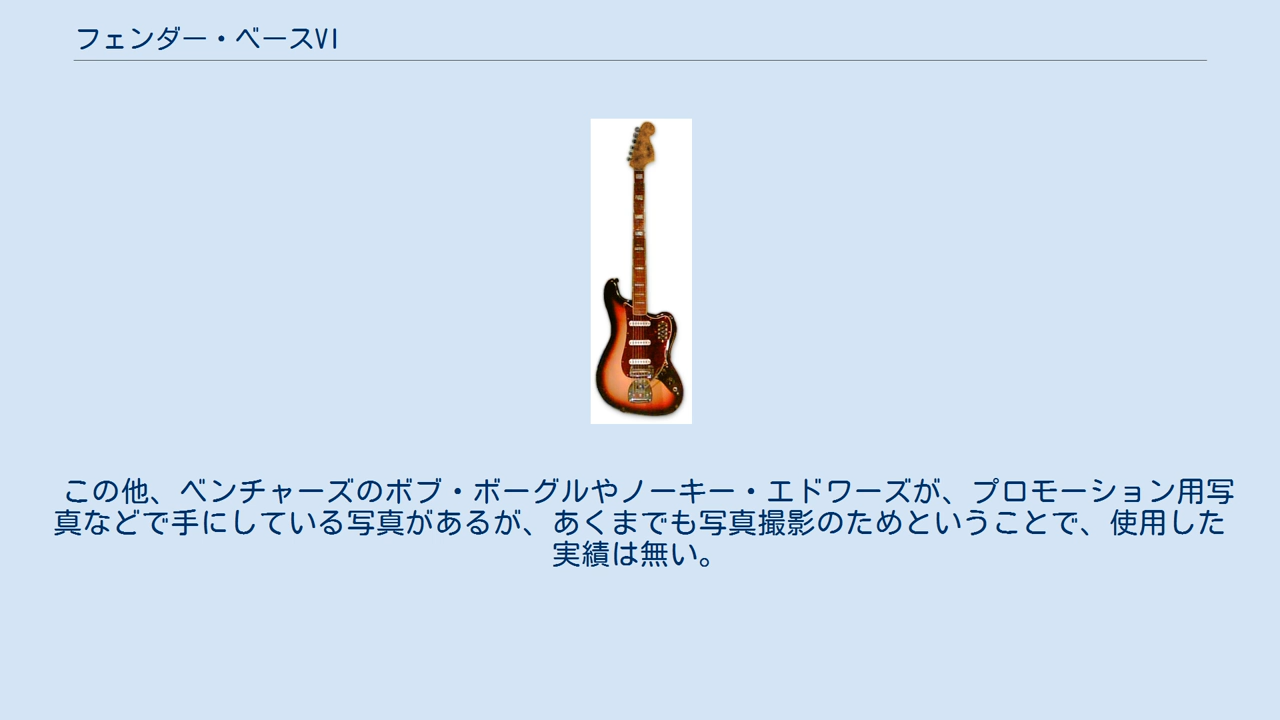 フェンダー・ベースVI
この他、ベンチャーズのボブ・ボーグルやノーキー・エドワーズが、プロモーション用写
真などで手にしている写真があるが、あくまでも写真撮影のためということで、使用した
実績は無い。